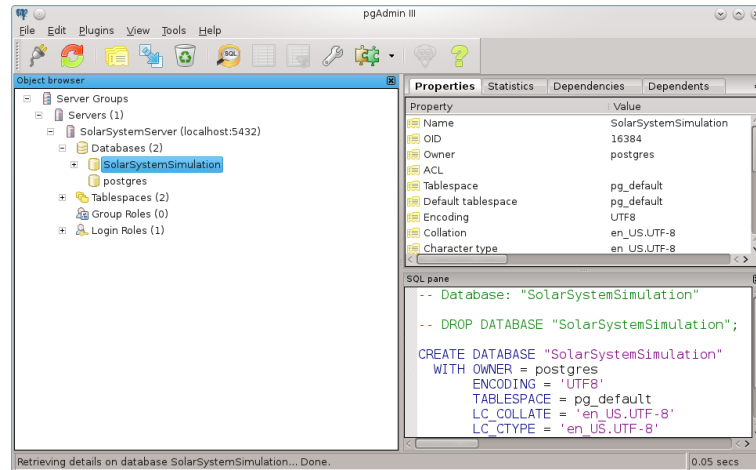 pgAdmin III
File Edit Plugins View Tools Help
SQL
Object browser
Server Groups
Servers (1)
SolarSystemServer (localhost:5432)
Databases (2)
SolarSystemSimulation
postgres
Tablespaces (2)
Group Roles (0)
Login Roles (1)
Properties Statistics Dependencies Dependents
Property Value
Name SolarSystemSimulation
OID 16384
Owner postgres
ACL
Tablespace pg_default
Default tablespace pg_default
Encoding UTF8
Collation en_US.UTF-8
Character type en_US.UTF-8
SQL pane
-- Database: "SolarSystemSimulation"
-- DROP DATABASE "SolarSystemSimulation";
CREATE DATABASE "SolarSystemSimulation"
WITH OWNER = postgres
ENCODING = 'UTF8'
TABLESPACE = pg_default
LC_COLLATE = 'en_US.UTF-8'
LC_CTYPE = 'en_US.UTF-8'
Retrieving details on database SolarSystemSimulation... Done. 0.05 secs